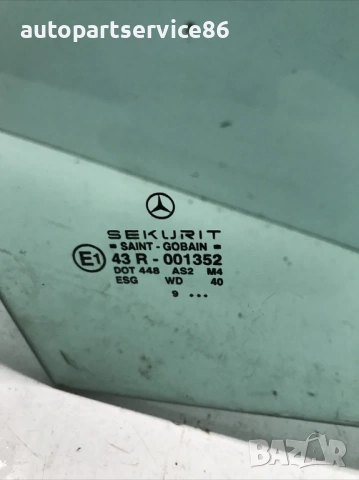 autopartservice86
SEKURIT
SAINT-GOBAIN
E1 43 R - 001352
DOT 448 AS2 M4
ESG WD 40
9 ...
BAZAR